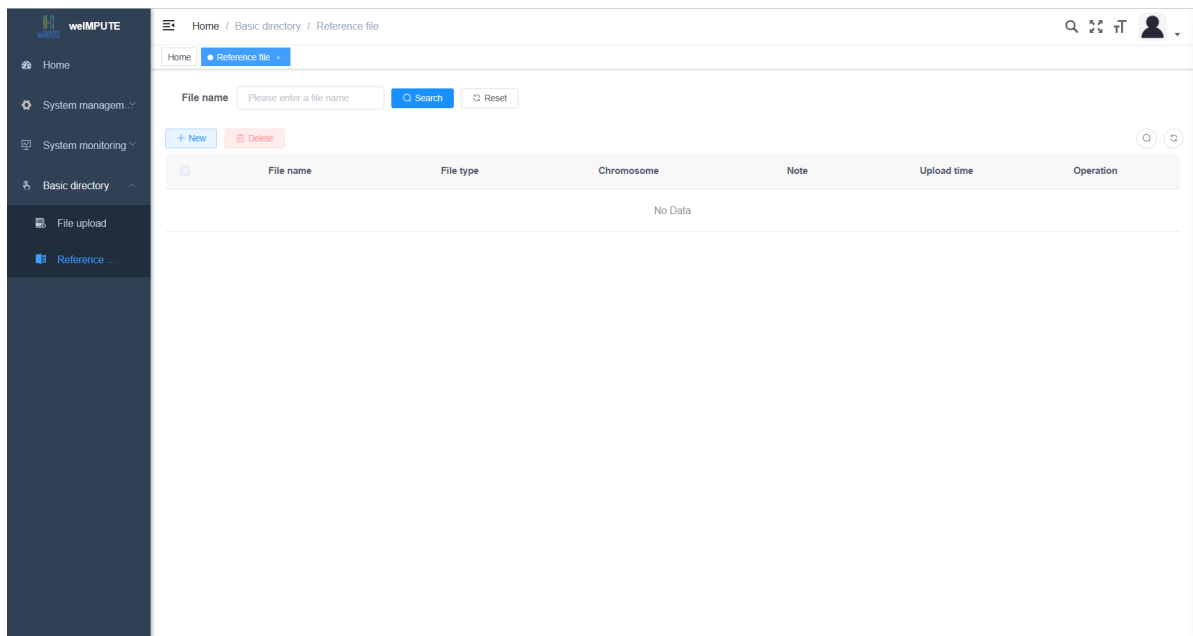 weIMPUTE
weIMPUTE
Home / Basic directory / Reference file
Home
Reference file ×
Home
System managem...
System monitoring
Basic directory
File upload
Reference ...
File name
Please enter a file name
Search
Reset
+ New
Delete
File name File type Chromosome Note Upload time Operation
No Data